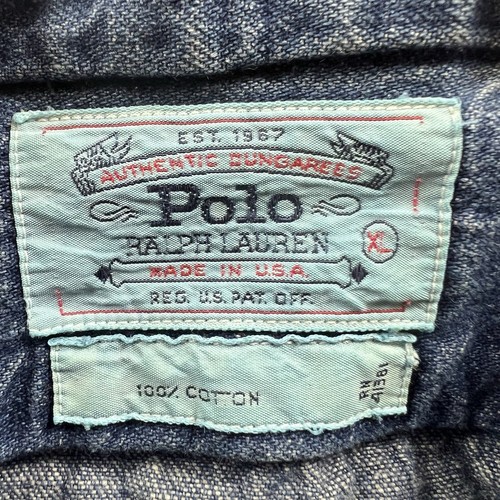 EST. 1967
AUTHENTIC DUNGAREES
Polo
RALPH LAUREN
XL
MADE IN U.S.A.
REG. U.S. PAT. OFF.
100% COTTON
RN 41381